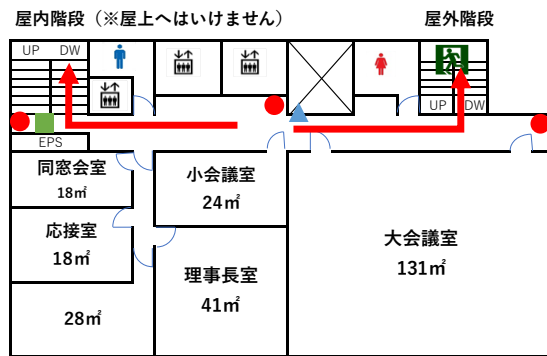 屋内階段（※屋上へはいけません）
屋外階段
UP DW
UP DW
EPS
同窓会室
18㎡
小会議室
24㎡
応接室
18㎡
大会議室
131㎡
理事長室
41㎡
28㎡